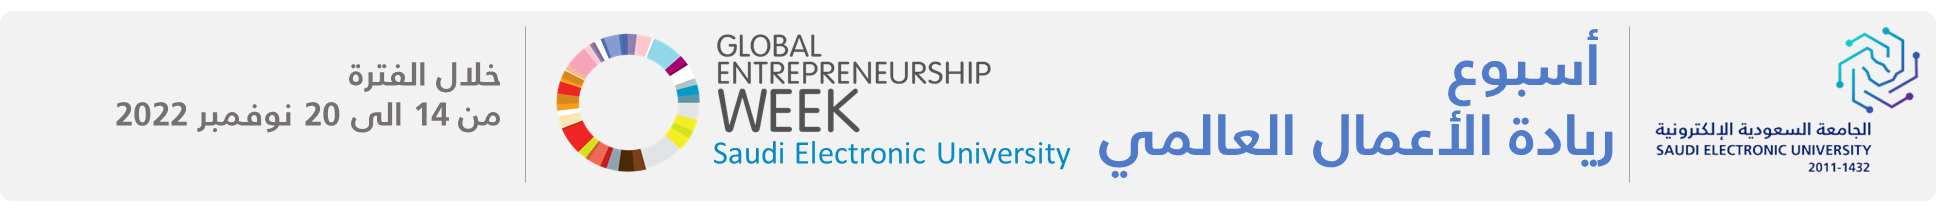 الجامعة السعودية الإلكترونية
SAUDI ELECTRONIC UNIVERSITY
2011-1432
أسبوع
ريادة الأعمال العالمي
GLOBAL
ENTREPRENEURSHIP
WEEK
Saudi Electronic University
خلال الفترة
من 14 الى 20 نوفمبر 2022